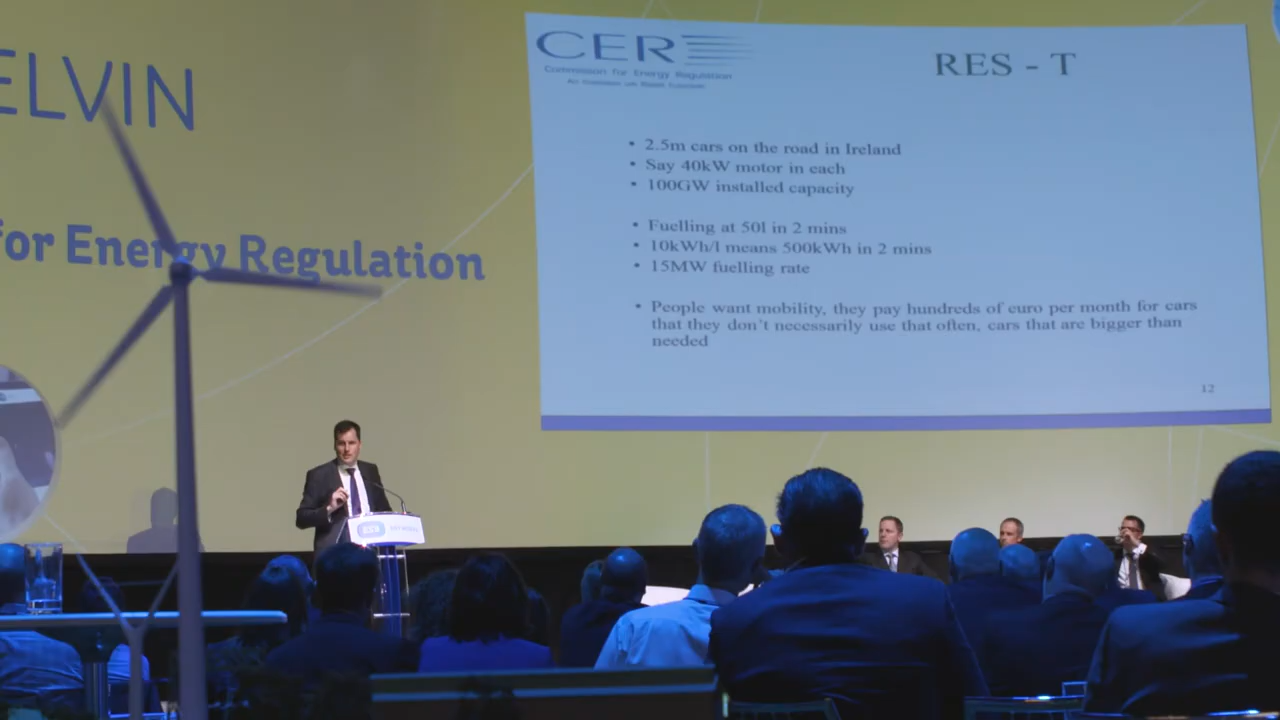 ELVIN
for Energy Regulation
CER
Commission for Energy Regulation
RES - T
• 2.5m cars on the road in Ireland
• Say 40kW motor in each
• 100GW installed capacity
• Fuelling at 50l in 2 mins
• 10kWh/l means 500kWh in 2 mins
• 15MW fuelling rate
• People want mobility, they pay hundreds of euro per month for cars
that they don't necessarily use that often, cars that are bigger than
needed
12